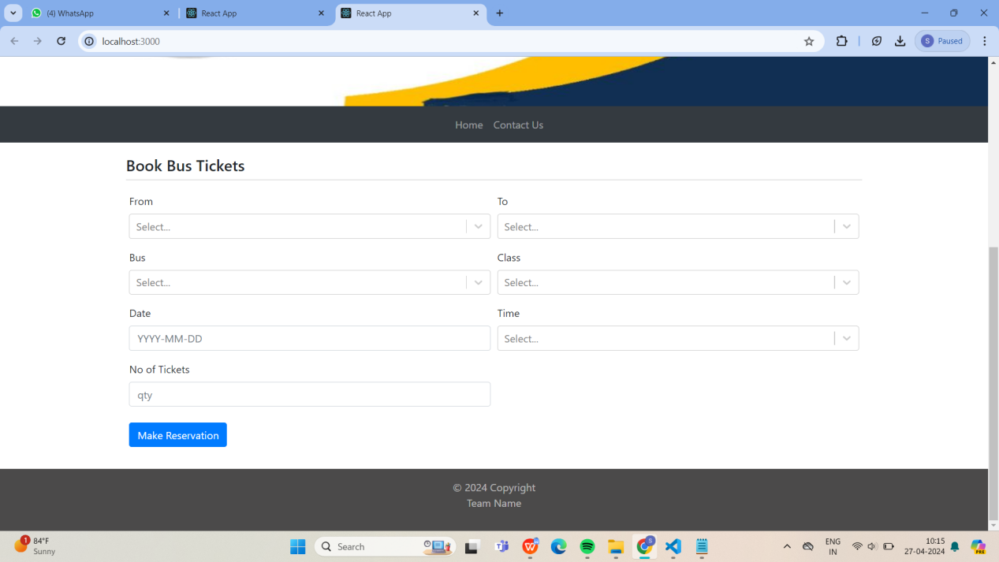 (4) WhatsApp
React App
React App
localhost:3000
S
Paused
Home Contact Us
Book Bus Tickets
From
To
Select...
Select...
Bus
Class
Select...
Select...
Date
Time
YYYY-MM-DD
Select...
No of Tickets
qty
Make Reservation
© 2024 Copyright
Team Name
1
84°F
Sunny
Search
S
ENG
IN
10:15
27-04-2024
PRE